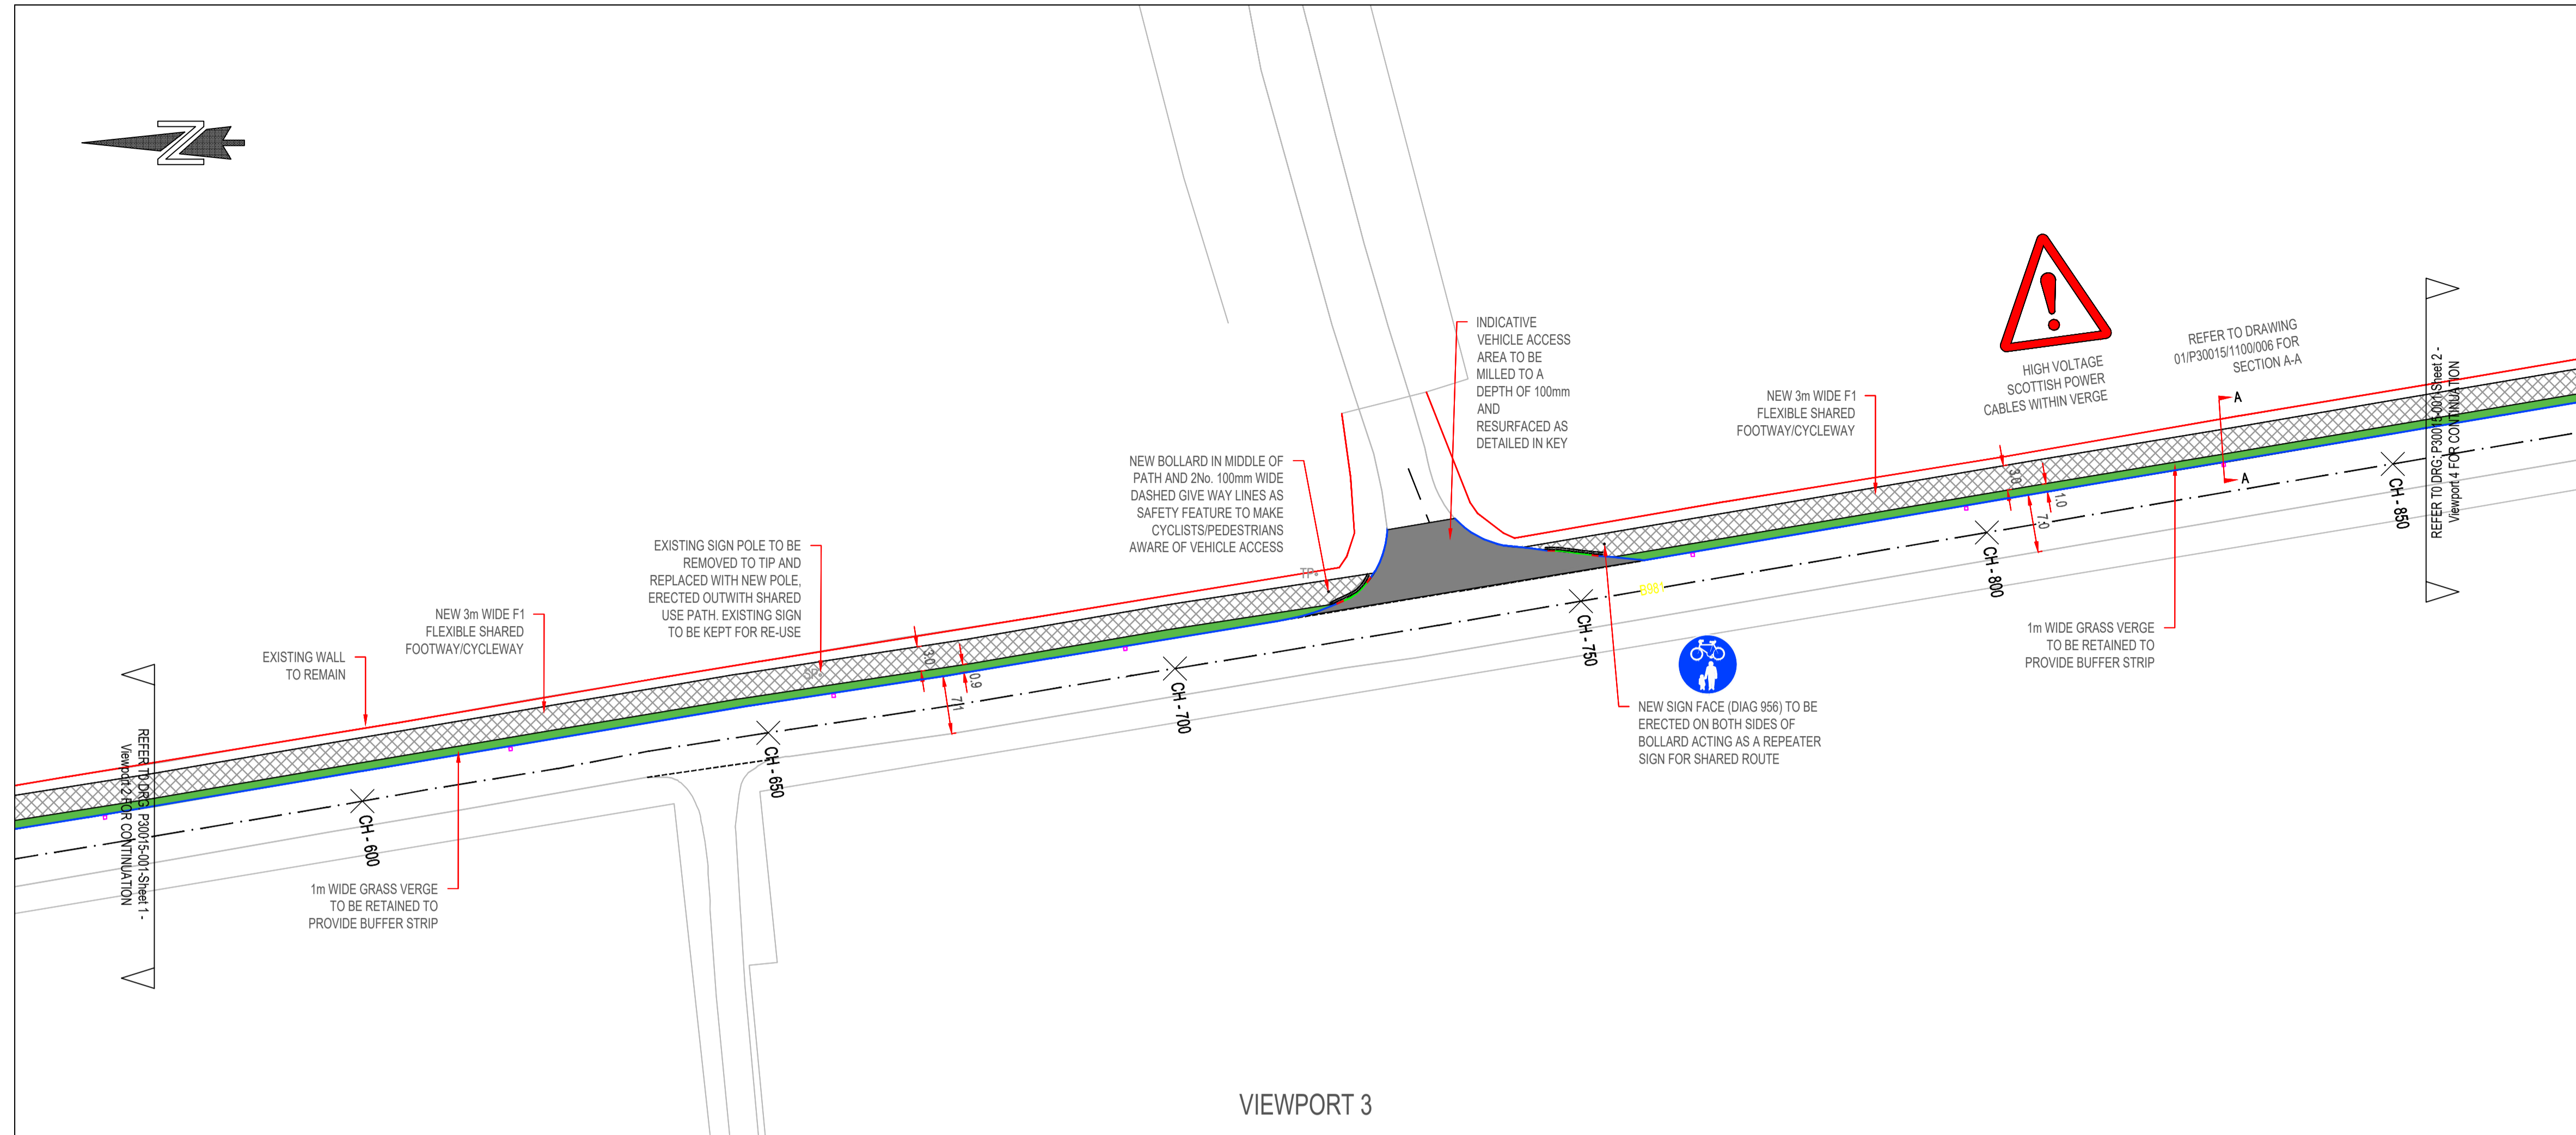 N
INDICATIVE
VEHICLE ACCESS
AREA TO BE
MILLED TO A
DEPTH OF 100mm
AND
RESURFACED AS
DETAILED IN KEY
HIGH VOLTAGE
SCOTTISH POWER
CABLES WITHIN VERGE
REFER TO DRAWING
01/P30015/1100/006 FOR
SECTION A-A
NEW 3m WIDE F1
FLEXIBLE SHARED
FOOTWAY/CYCLEWAY
A
A
REFER TO DRG: P30015-001-Sheet 2 -
Viewport 4 FOR CONTINUATION
NEW BOLLARD IN MIDDLE OF
PATH AND 2No. 100mm WIDE
DASHED GIVE WAY LINES AS
SAFETY FEATURE TO MAKE
CYCLISTS/PEDESTRIANS
AWARE OF VEHICLE ACCESS
3.0
1.0
7.0
CH - 850
CH - 800
TP
EXISTING SIGN POLE TO BE
REMOVED TO TIP AND
REPLACED WITH NEW POLE,
ERECTED OUTWITH SHARED
USE PATH. EXISTING SIGN
TO BE KEPT FOR RE-USE
B981
CH - 750
NEW 3m WIDE F1
FLEXIBLE SHARED
FOOTWAY/CYCLEWAY
1m WIDE GRASS VERGE
TO BE RETAINED TO
PROVIDE BUFFER STRIP
EXISTING WALL
TO REMAIN
SP
3.0
0.9
7.1
CH - 700
NEW SIGN FACE (DIAG 956) TO BE
ERECTED ON BOTH SIDES OF
BOLLARD ACTING AS A REPEATER
SIGN FOR SHARED ROUTE
CH - 650
REFER TO DRG: P30015-001-Sheet 1 -
Viewport 2 FOR CONTINUATION
CH - 600
1m WIDE GRASS VERGE
TO BE RETAINED TO
PROVIDE BUFFER STRIP
VIEWPORT 3